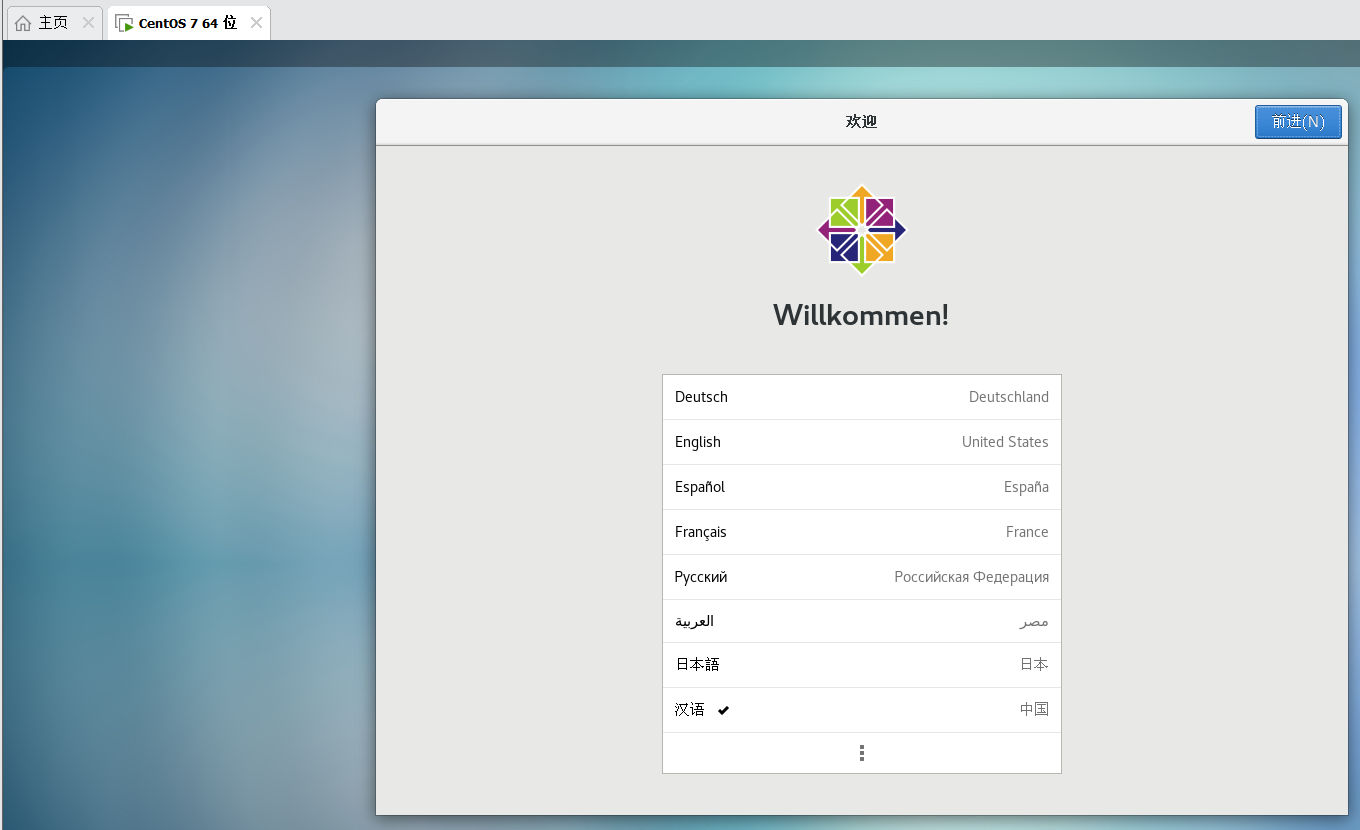 主页
CentOS 7 64 位
欢迎
前进(N)
Willkommen!
Deutsch Deutschland
English United States
Español España
Français France
Русский Российская Федерация
العربية مصر
日本語 日本
汉语 中国